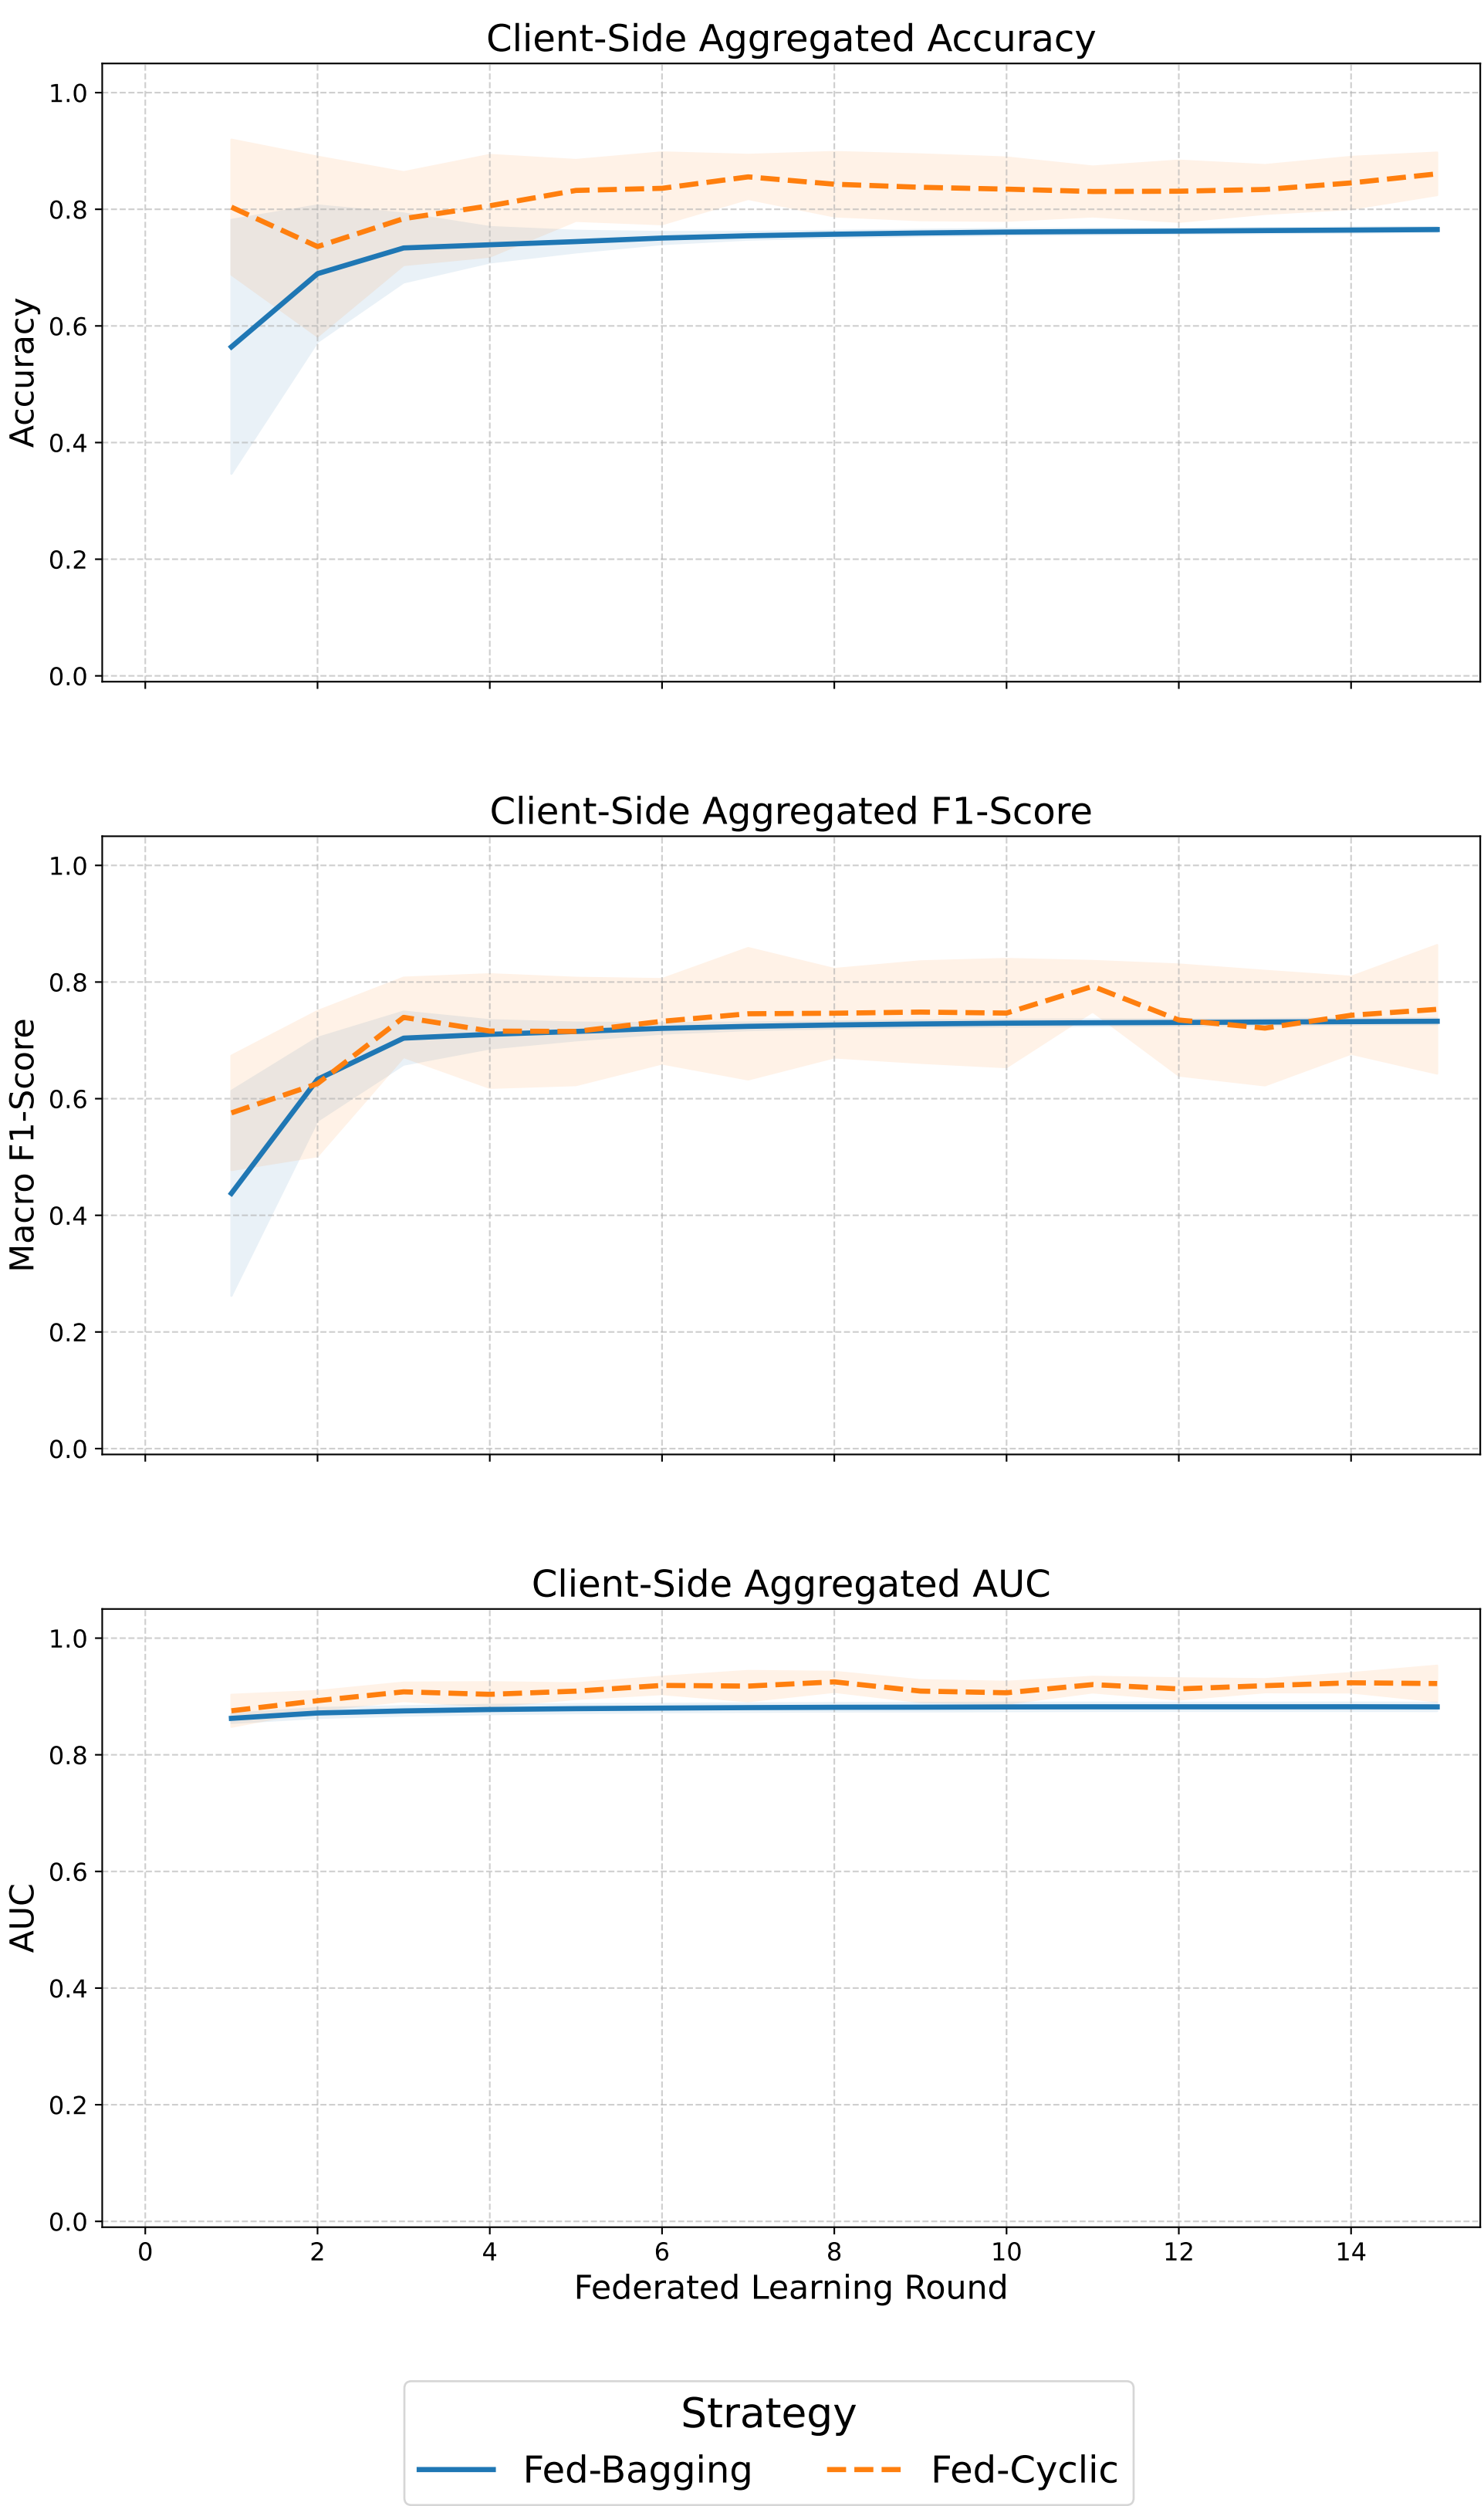 Client-Side Aggregated Accuracy
1.0
0.8
0.6
0.4
0.2
0.0
Accuracy
Client-Side Aggregated F1-Score
1.0
0.8
0.6
0.4
0.2
0.0
Macro F1-Score
Client-Side Aggregated AUC
1.0
0.8
0.6
0.4
0.2
0.0
AUC
0 2 4 6 8 10 12 14
Federated Learning Round
Strategy
Fed-Bagging Fed-Cyclic